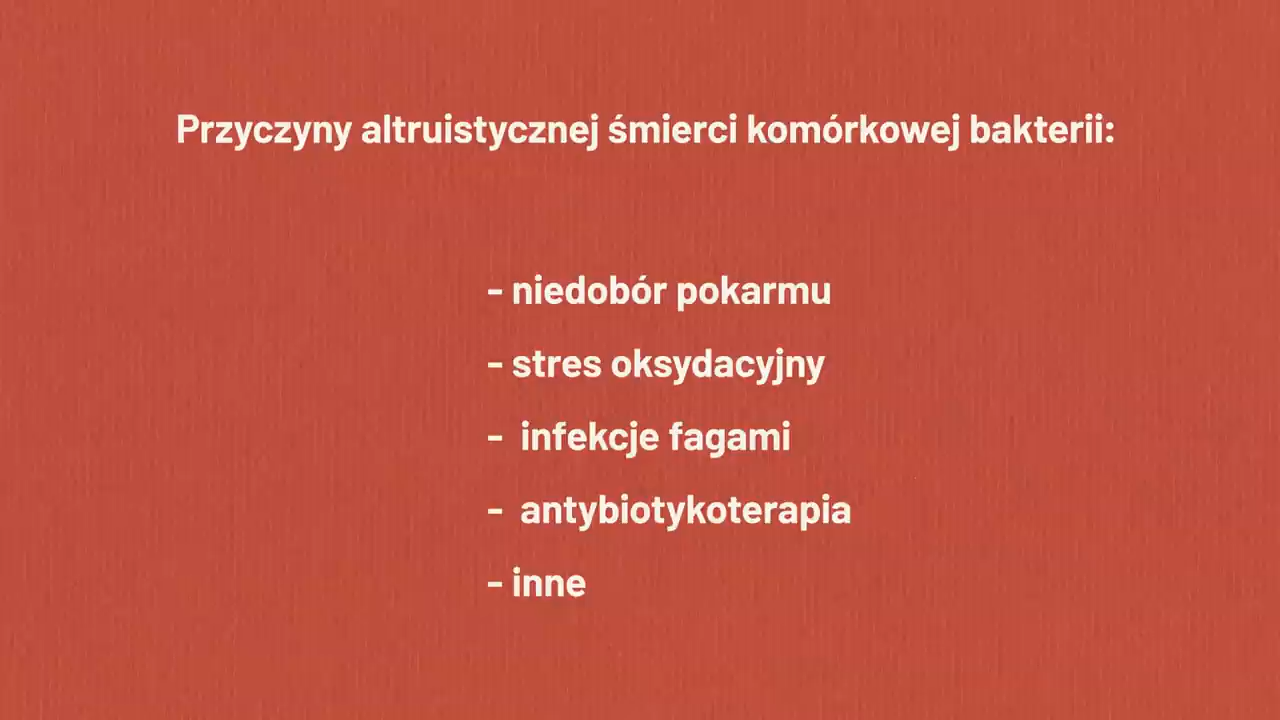 Przyczyny altruistycznej śmierci komórkowej bakterii:
- niedobór pokarmu
- stres oksydacyjny
- infekcje fagami
- antybiotykoterapia
- inne